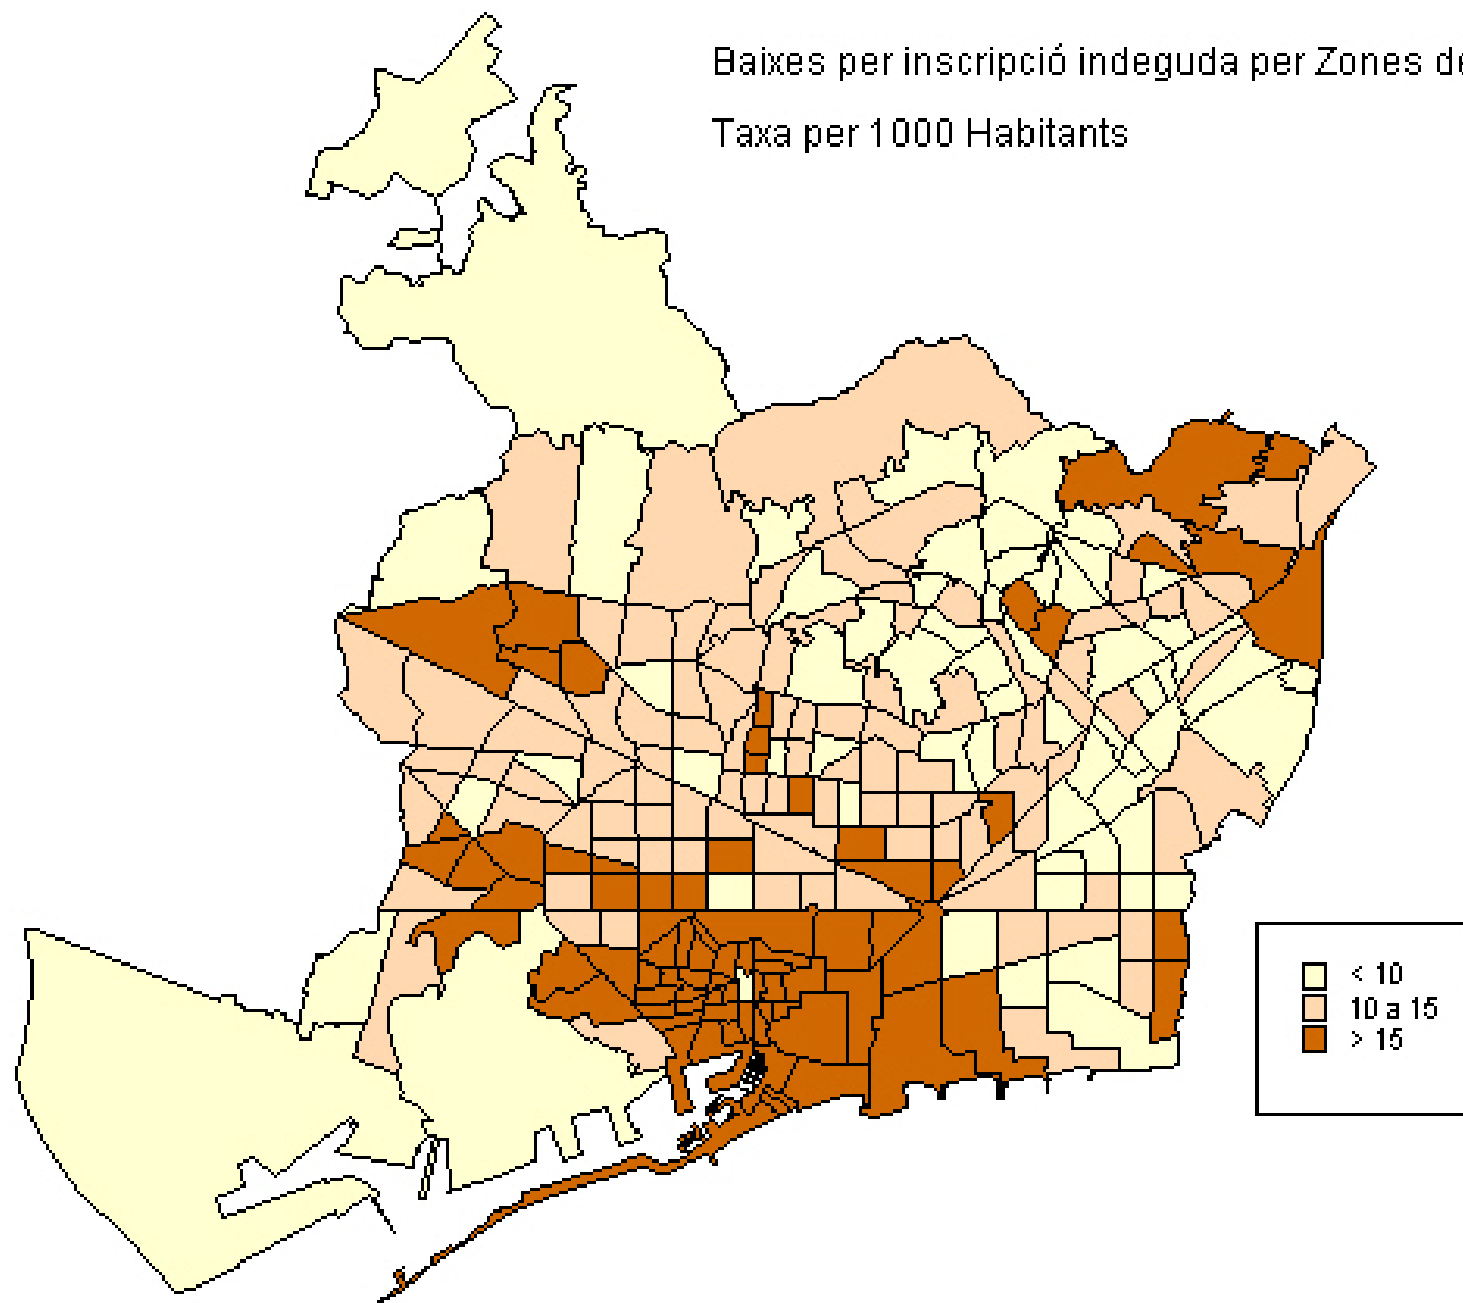 Baixes per inscripció indeguda per Zones de
Taxa per 1000 Habitants
< 10
10 a 15
> 15